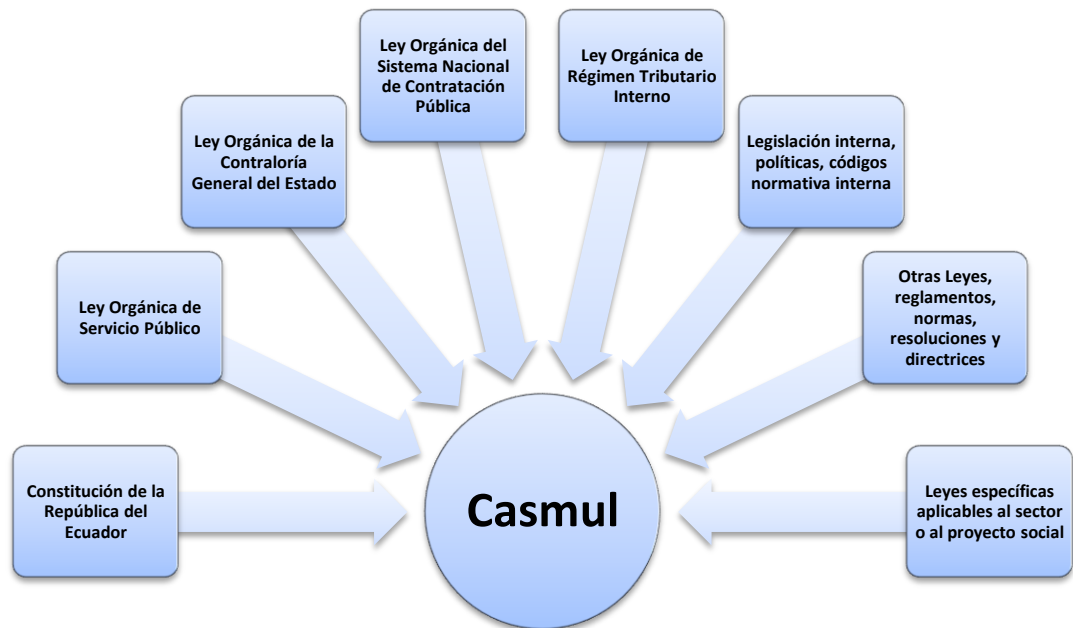 Ley Orgánica del
Sistema Nacional
de Contratación
Pública
Ley Orgánica de
Régimen Tributario
Interno
Ley Orgánica de la
Contraloría
General del Estado
Legislación interna,
políticas, códigos
normativa interna
Ley Orgánica de
Servicio Público
Otras Leyes,
reglamentos,
normas,
resoluciones y
directrices
Constitución de la
República del
Ecuador
Casmul
Leyes específicas
aplicables al sector
o al proyecto social